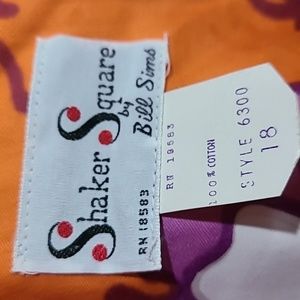 Shaker Square
by
Bill Sims
RN 18583
RN 18583
100% COTTON
STYLE 6300
18